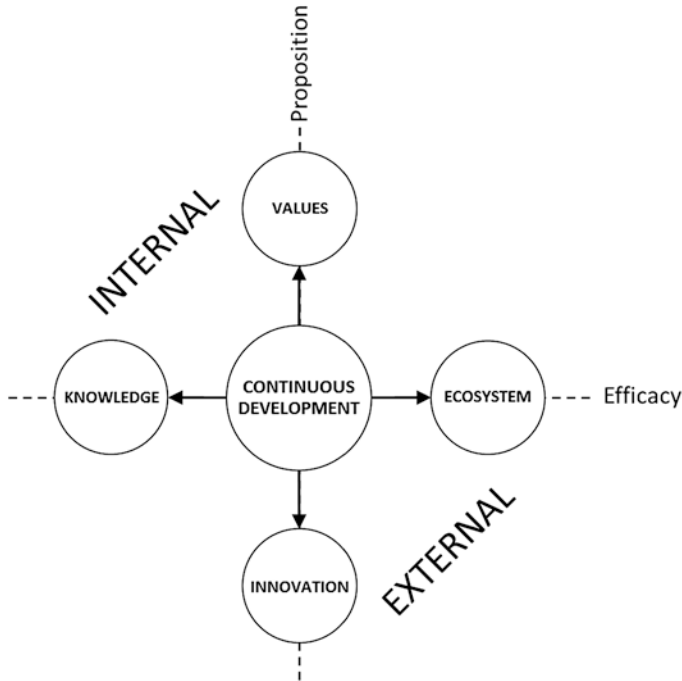 Proposition
VALUES
INTERNAL
KNOWLEDGE
CONTINUOUS
DEVELOPMENT
ECOSYSTEM
Efficacy
EXTERNAL
INNOVATION